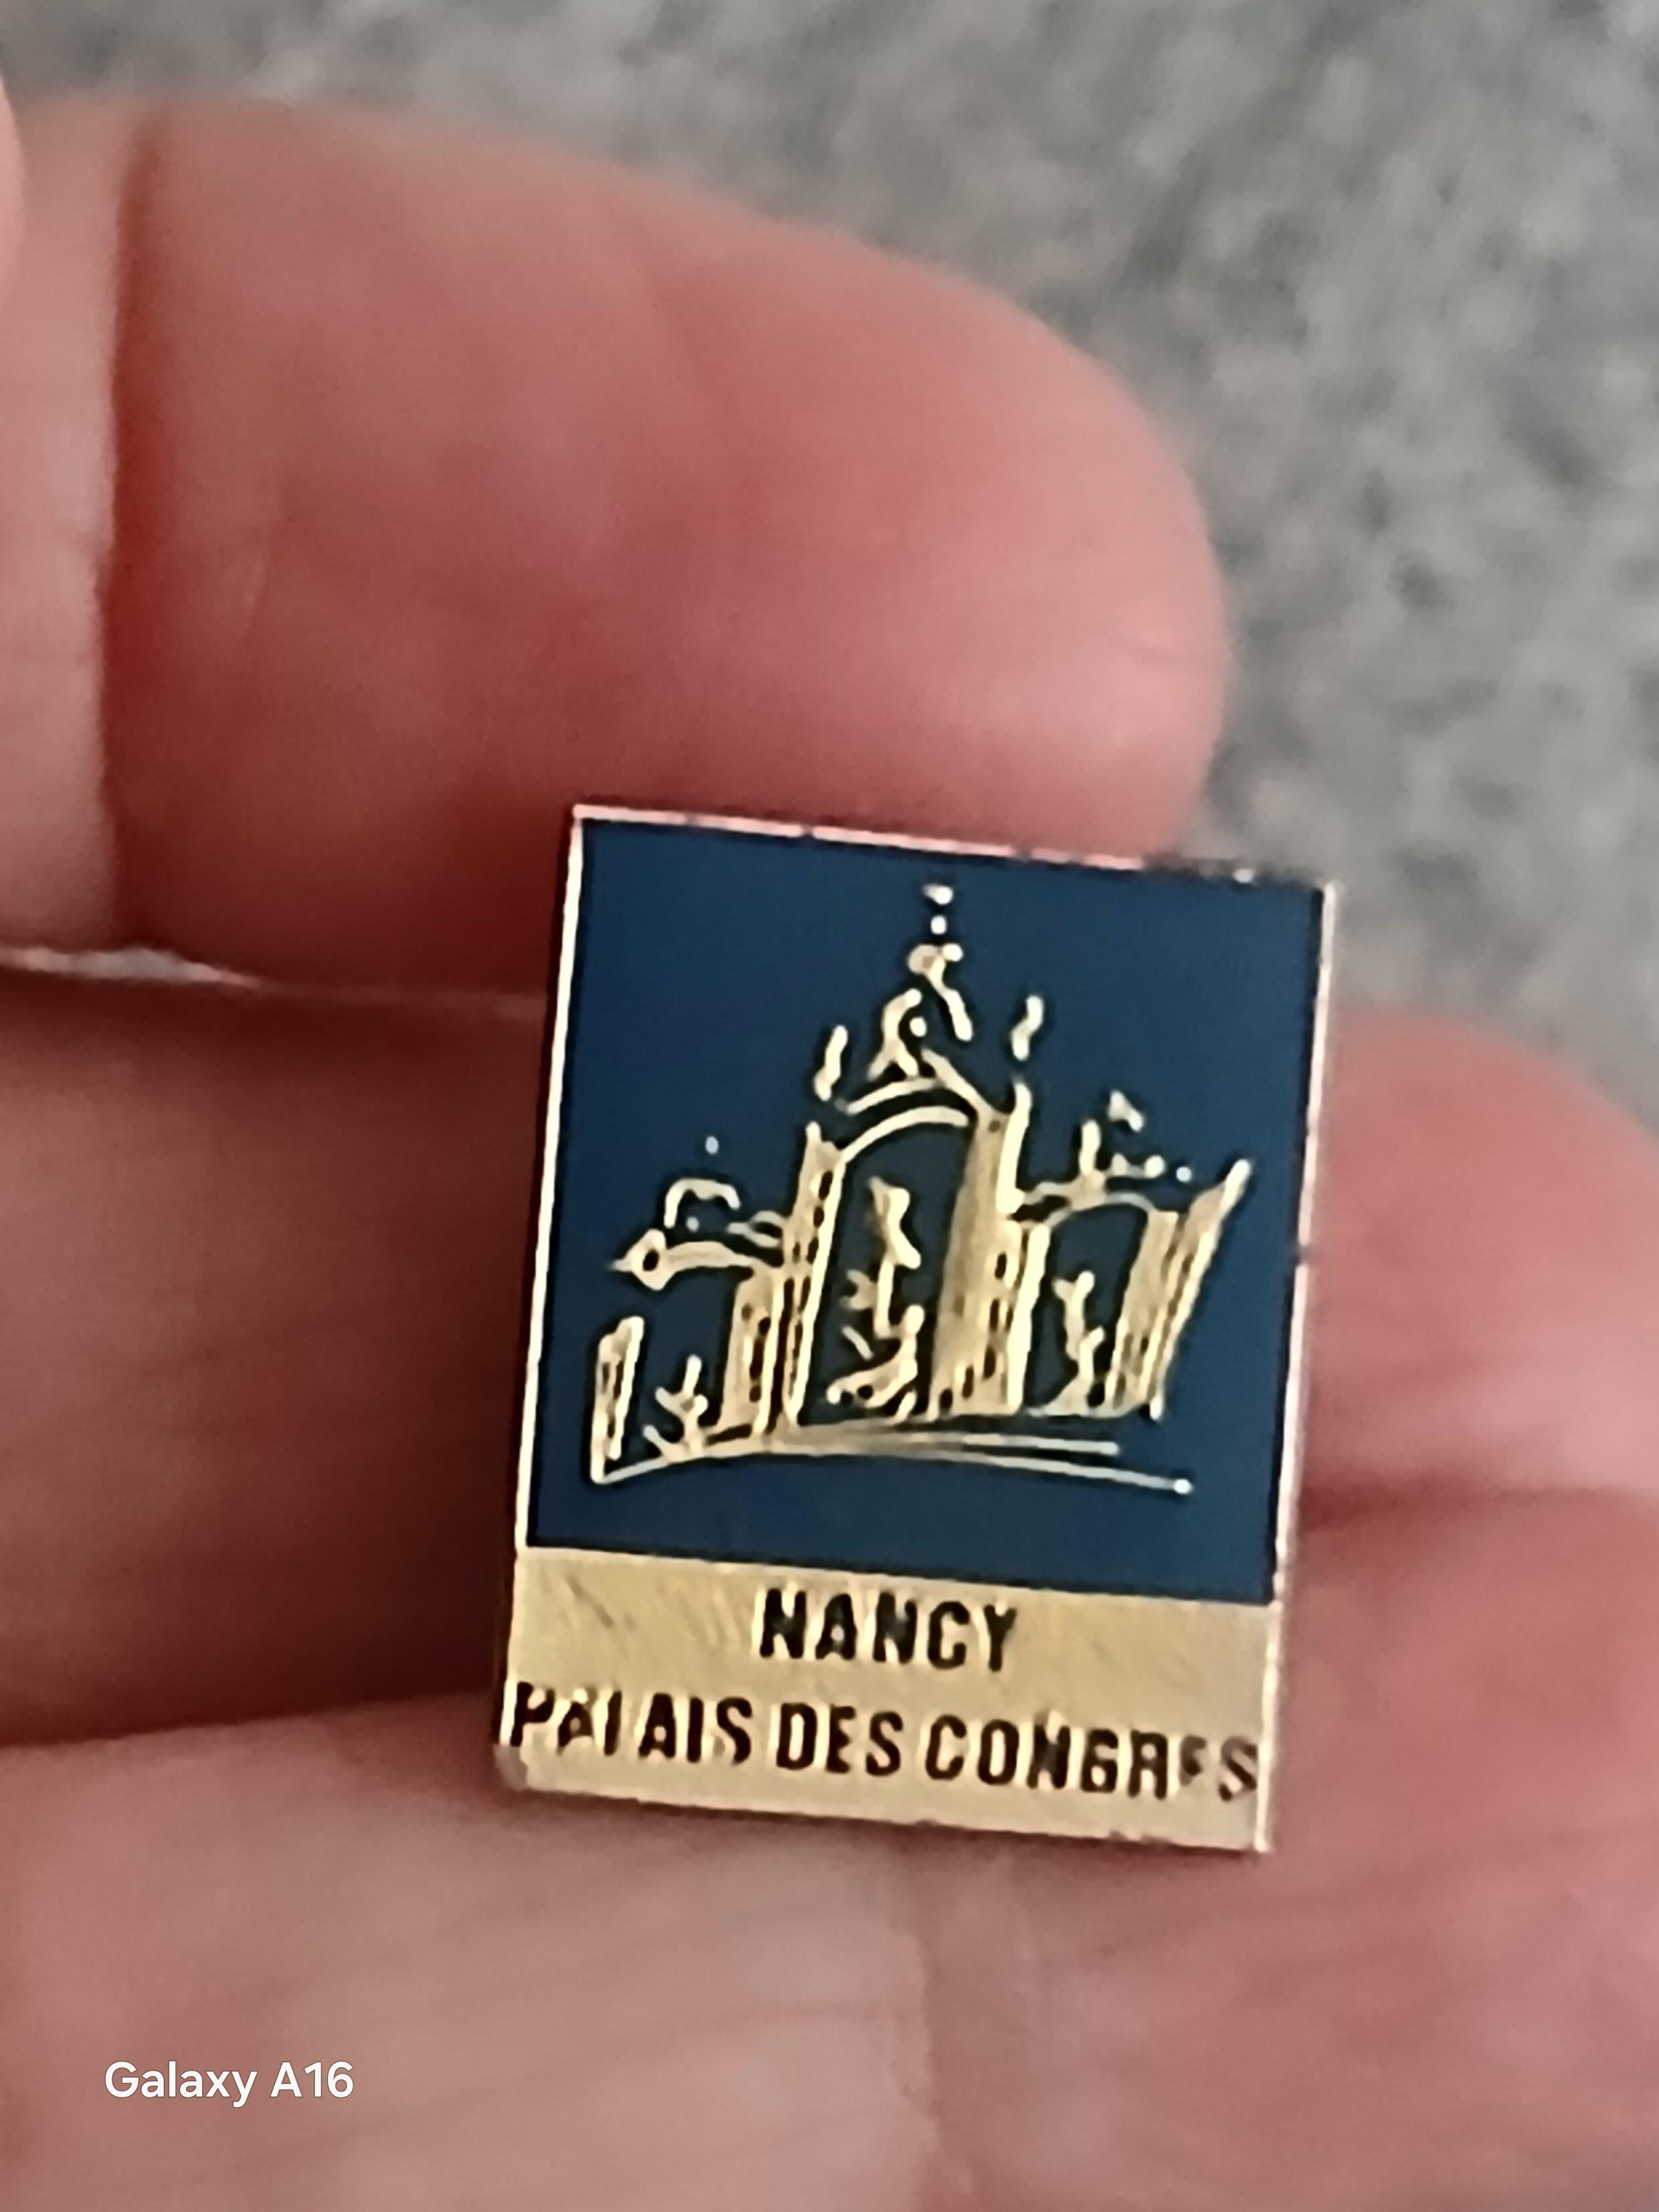 NANCY
PALAIS DES CONGRES
Galaxy A16